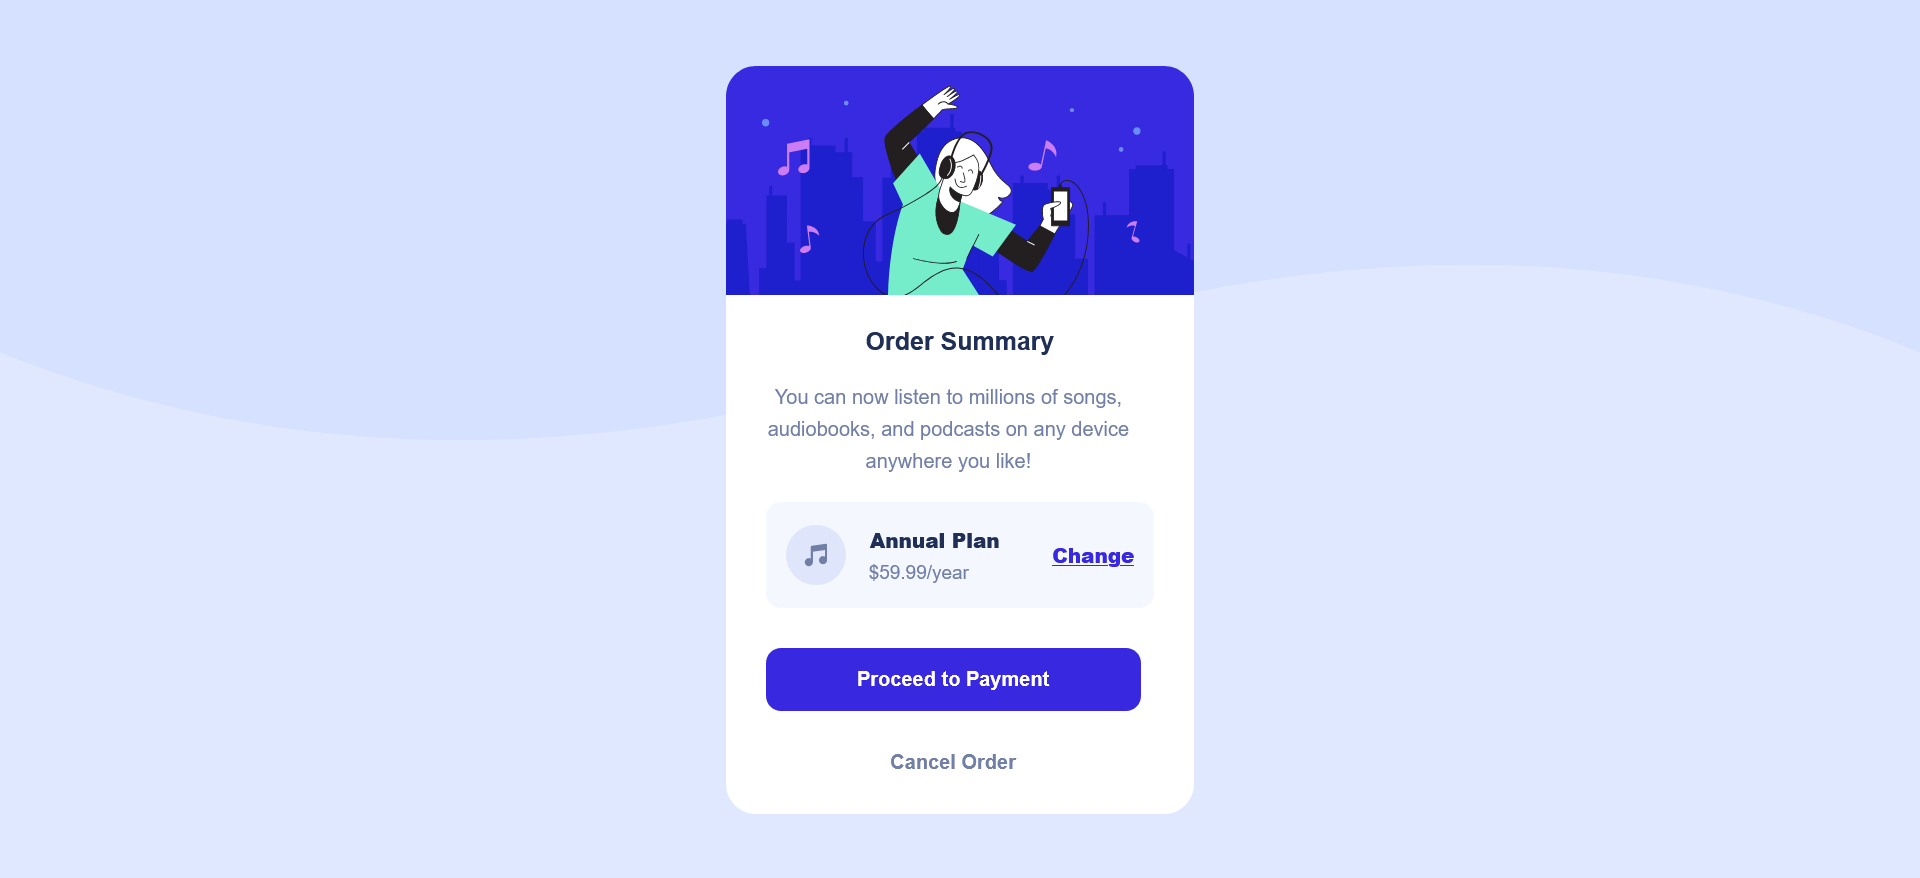 Order Summary
You can now listen to millions of songs,
audiobooks, and podcasts on any device
anywhere you like!
Annual Plan
$59.99/year
Change
Proceed to Payment
Cancel Order